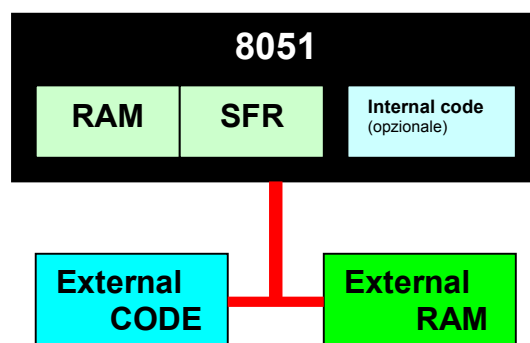 8051
RAM
SFR
Internal code
(opzionale)
External
CODE
External
RAM